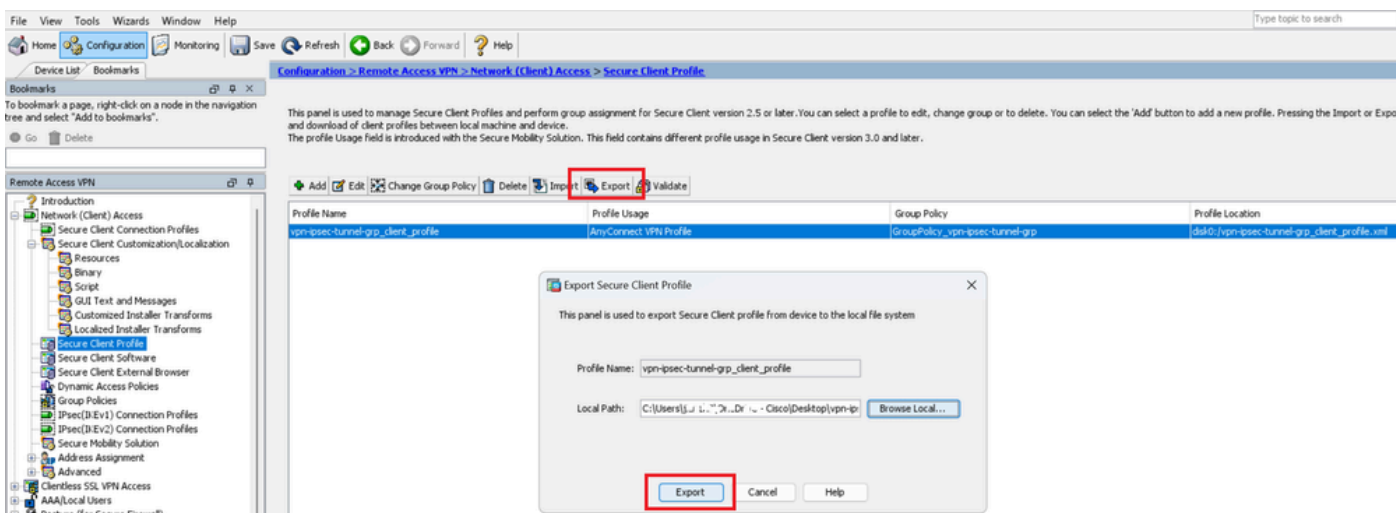 File View Tools Wizards Window Help
Type topic to search
Home Configuration Monitoring Save Refresh Back Forward Help
Device List Bookmarks
Configuration > Remote Access VPN > Network (Client) Access > Secure Client Profile
Bookmarks
To bookmark a page, right-click on a node in the navigation
tree and select "Add to bookmarks".
Go Delete
This panel is used to manage Secure Client Profiles and perform group assignment for Secure Client version 2.5 or later.You can select a profile to edit, change group or to delete. You can select the 'Add' button to add a new profile. Pressing the Import or Expo
and download of client profiles between local machine and device.
The profile Usage field is introduced with the Secure Mobility Solution. This field contains different profile usage in Secure Client version 3.0 and later.
Remote Access VPN
Introduction
Network (Client) Access
Secure Client Connection Profiles
Secure Client Customization/Localization
Resources
Binary
Script
GUI Text and Messages
Customized Installer Transforms
Localized Installer Transforms
Secure Client Profile
Secure Client Software
Secure Client External Browser
Dynamic Access Policies
Group Policies
IPsec(IKEv1) Connection Profiles
IPsec(IKEv2) Connection Profiles
Secure Mobility Solution
Address Assignment
Advanced
Clientless SSL VPN Access
AAA/Local Users
Add Edit Change Group Policy Delete Import Export Validate
Profile Name Profile Usage Group Policy Profile Location
vpn-ipsec-tunnel-grp_client_profile AnyConnect VPN Profile GroupPolicy_vpn-ipsec-tunnel-grp disk0:/vpn-ipsec-tunnel-grp_client_profile.xml
Export Secure Client Profile
This panel is used to export Secure Client profile from device to the local file system
Profile Name: vpn-ipsec-tunnel-grp_client_profile
Local Path: C:\Users\ - Cisco\Desktop\vpn-ip Browse Local...
Export Cancel Help